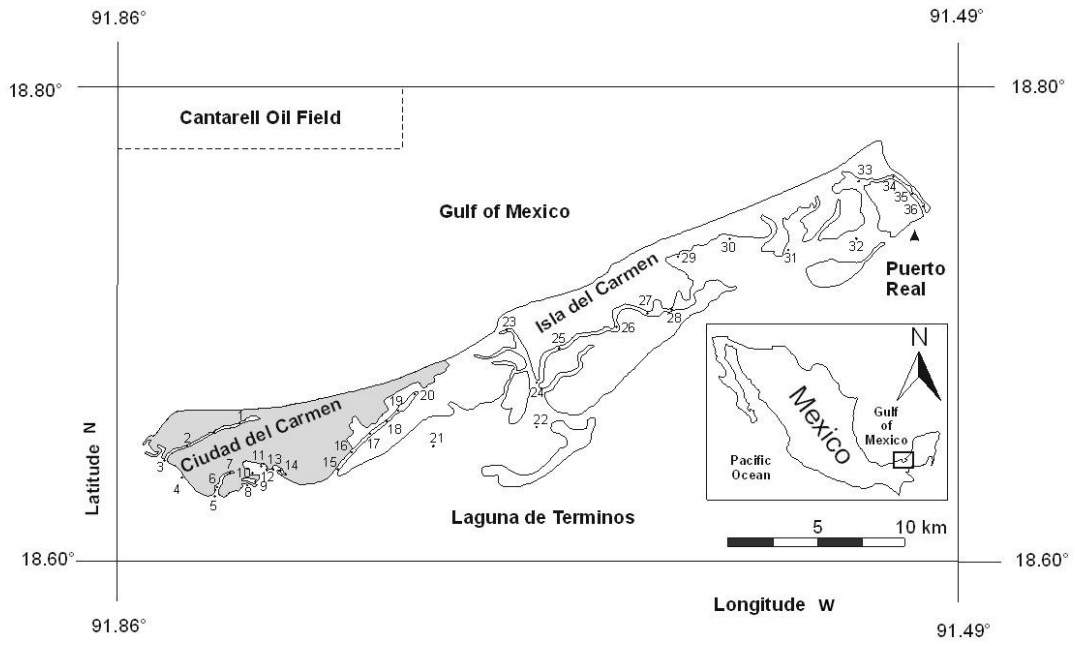 91.86°
91.49°
18.80°
18.80°
Cantarell Oil Field
Gulf of Mexico
33
34
35
36
32
31
30
29
Puerto
Real
Isla del Carmen
28
27
26
25
24
23
22
21
20
19
18
17
16
15
Ciudad del Carmen
14
13
12
11
10
9
8
7
6
5
4
3
2
N
Mexico
Gulf
of
Mexico
Pacific
Ocean
Latitude N
Laguna de Terminos
5
10 km
18.60°
18.60°
Longitude W
91.86°
91.49°